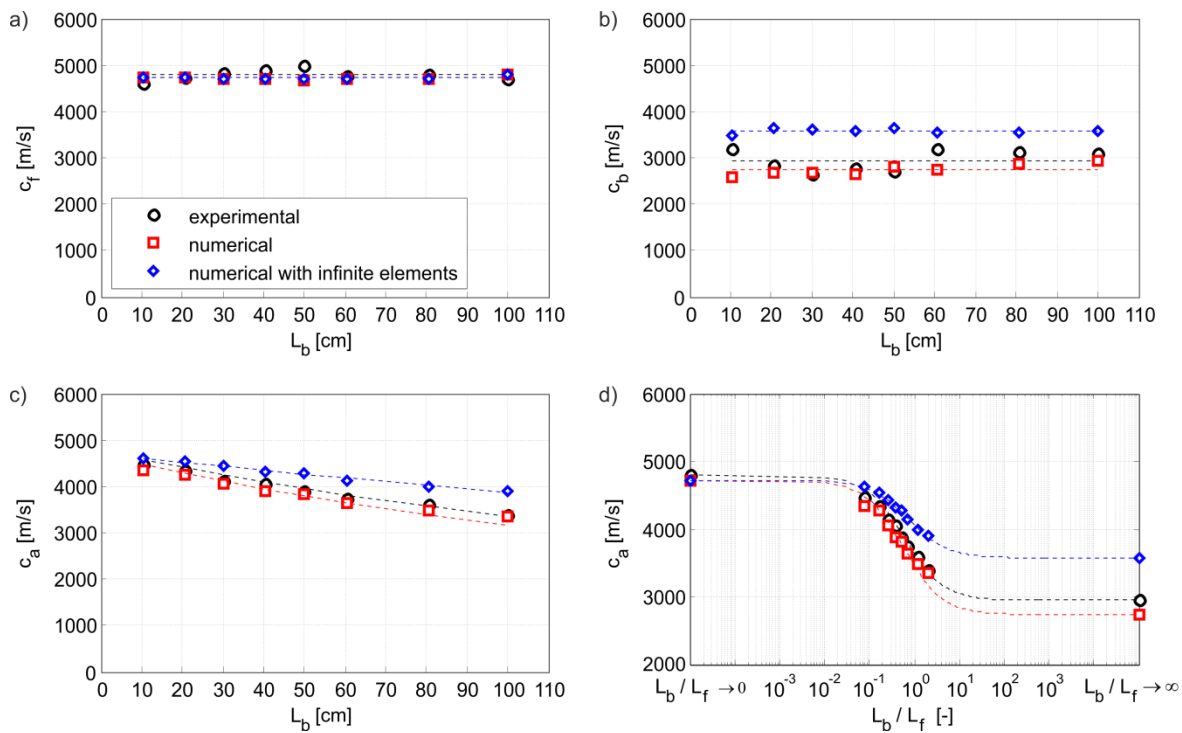 a)
6000
5000
4000
3000
2000
1000
0
c_f [m/s]
experimental
numerical
numerical with infinite elements
0 10 20 30 40 50 60 70 80 90 100 110
L_b [cm]
b)
6000
5000
4000
3000
2000
1000
0
c_b [m/s]
0 10 20 30 40 50 60 70 80 90 100 110
L_b [cm]
c)
6000
5000
4000
3000
2000
1000
0
c_a [m/s]
0 10 20 30 40 50 60 70 80 90 100 110
L_b [cm]
d)
6000
5000
4000
3000
2000
c_a [m/s]
L_b / L_f → 0 10^-3 10^-2 10^-1 10^0 10^1 10^2 10^3 L_b / L_f → ∞
L_b / L_f [-]